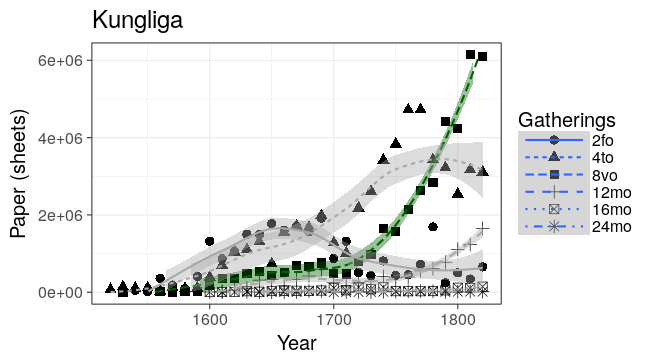 Kungliga
6e+06
4e+06
2e+06
0e+00
Paper (sheets)
1600
1700
1800
Year
Gatherings
2fo
4to
8vo
12mo
16mo
24mo